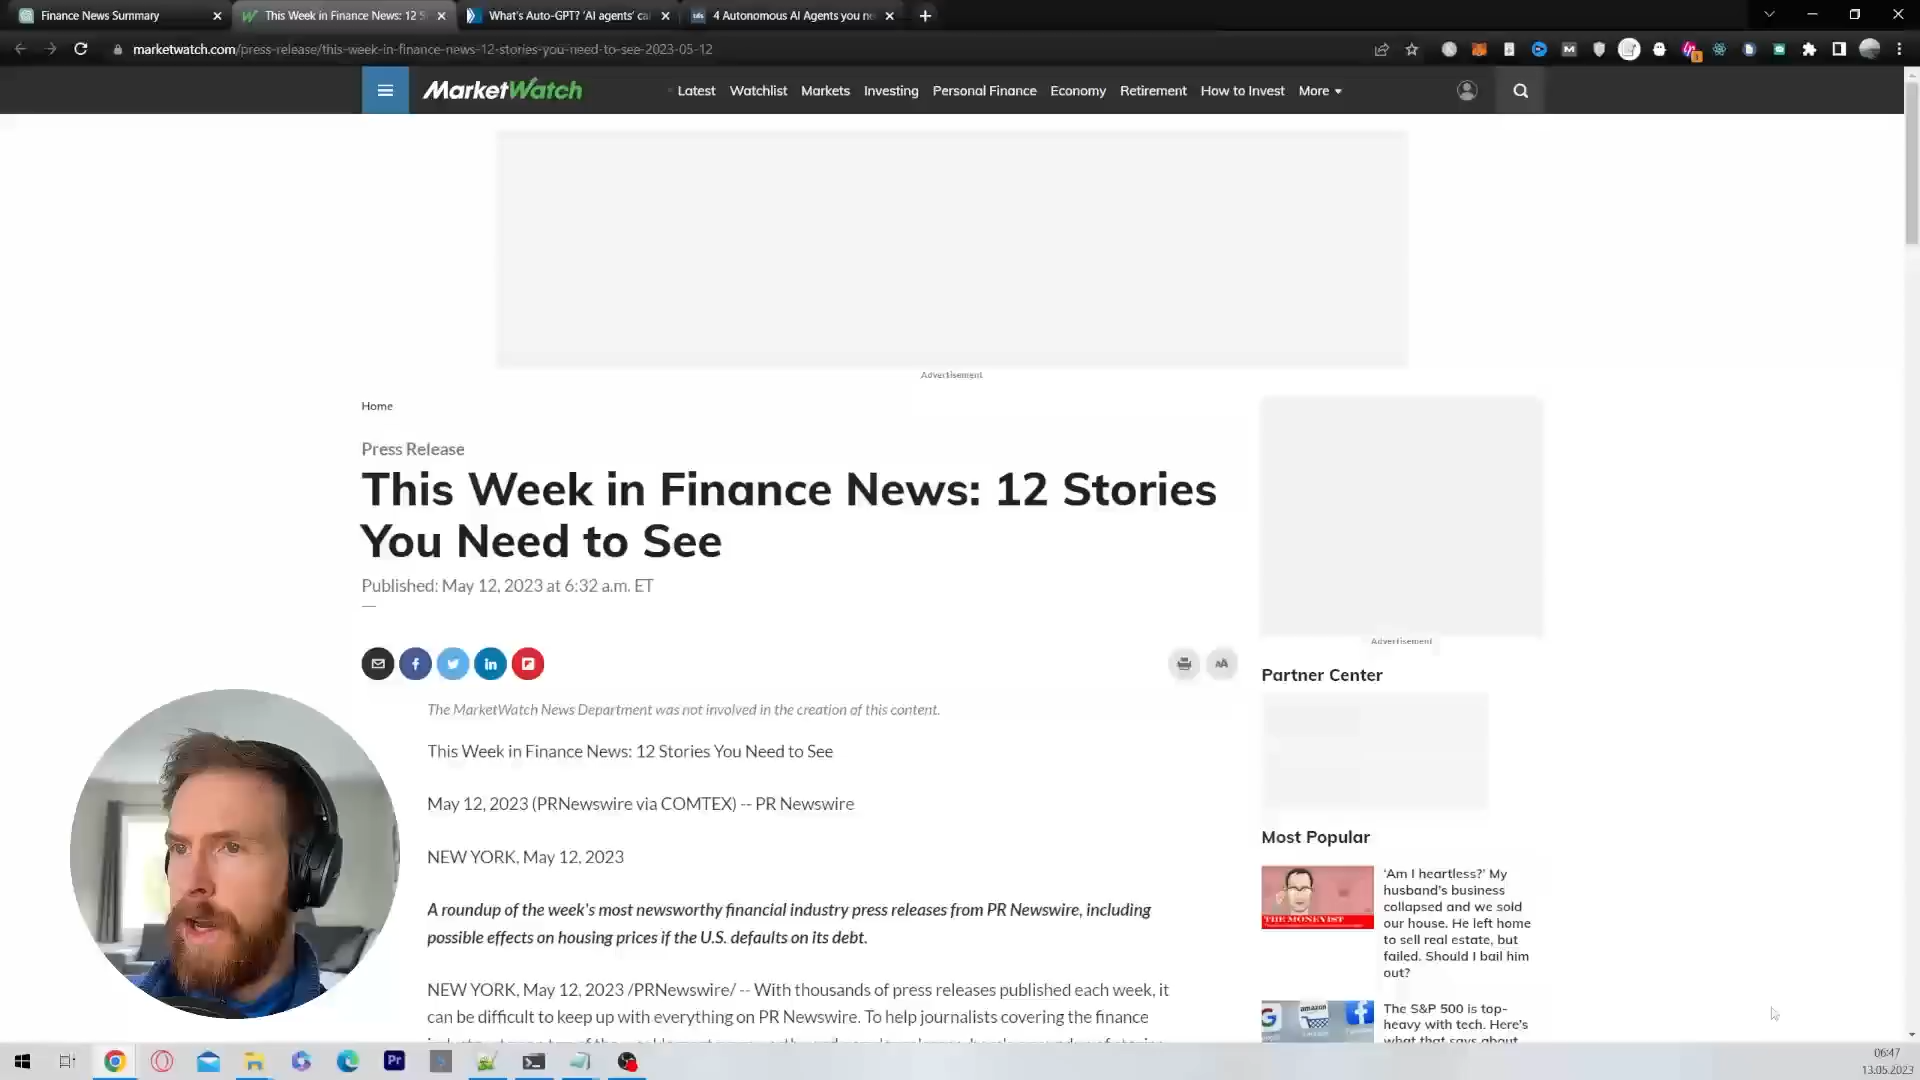 Finance News Summary
This Week in Finance News: 12 S
What's Auto-GPT? 'AI agents' ca
4 Autonomous AI Agents you ne
marketwatch.com/press-release/this-week-in-finance-news-12-stories-you-need-to-see-2023-05-12
MarketWatch
Latest
Watchlist
Markets
Investing
Personal Finance
Economy
Retirement
How to Invest
More
Advertisement
Home
Press Release
This Week in Finance News: 12 Stories
You Need to See
Published: May 12, 2023 at 6:32 a.m. ET
The MarketWatch News Department was not involved in the creation of this content.
This Week in Finance News: 12 Stories You Need to See
May 12, 2023 (PRNewswire via COMTEX) -- PR Newswire
NEW YORK, May 12, 2023
A roundup of the week's most newsworthy financial industry press releases from PR Newswire, including
possible effects on housing prices if the U.S. defaults on its debt.
NEW YORK, May 12, 2023 /PRNewswire/ -- With thousands of press releases published each week, it
can be difficult to keep up with everything on PR Newswire. To help journalists covering the finance
Advertisement
Partner Center
Most Popular
THE MONEYIST
'Am I heartless?' My
husband's business
collapsed and we sold
our house. He left home
to sell real estate, but
failed. Should I bail him
out?
amazon
The S&P 500 is top-
heavy with tech. Here's
what that says about
06:47
13.05.2023